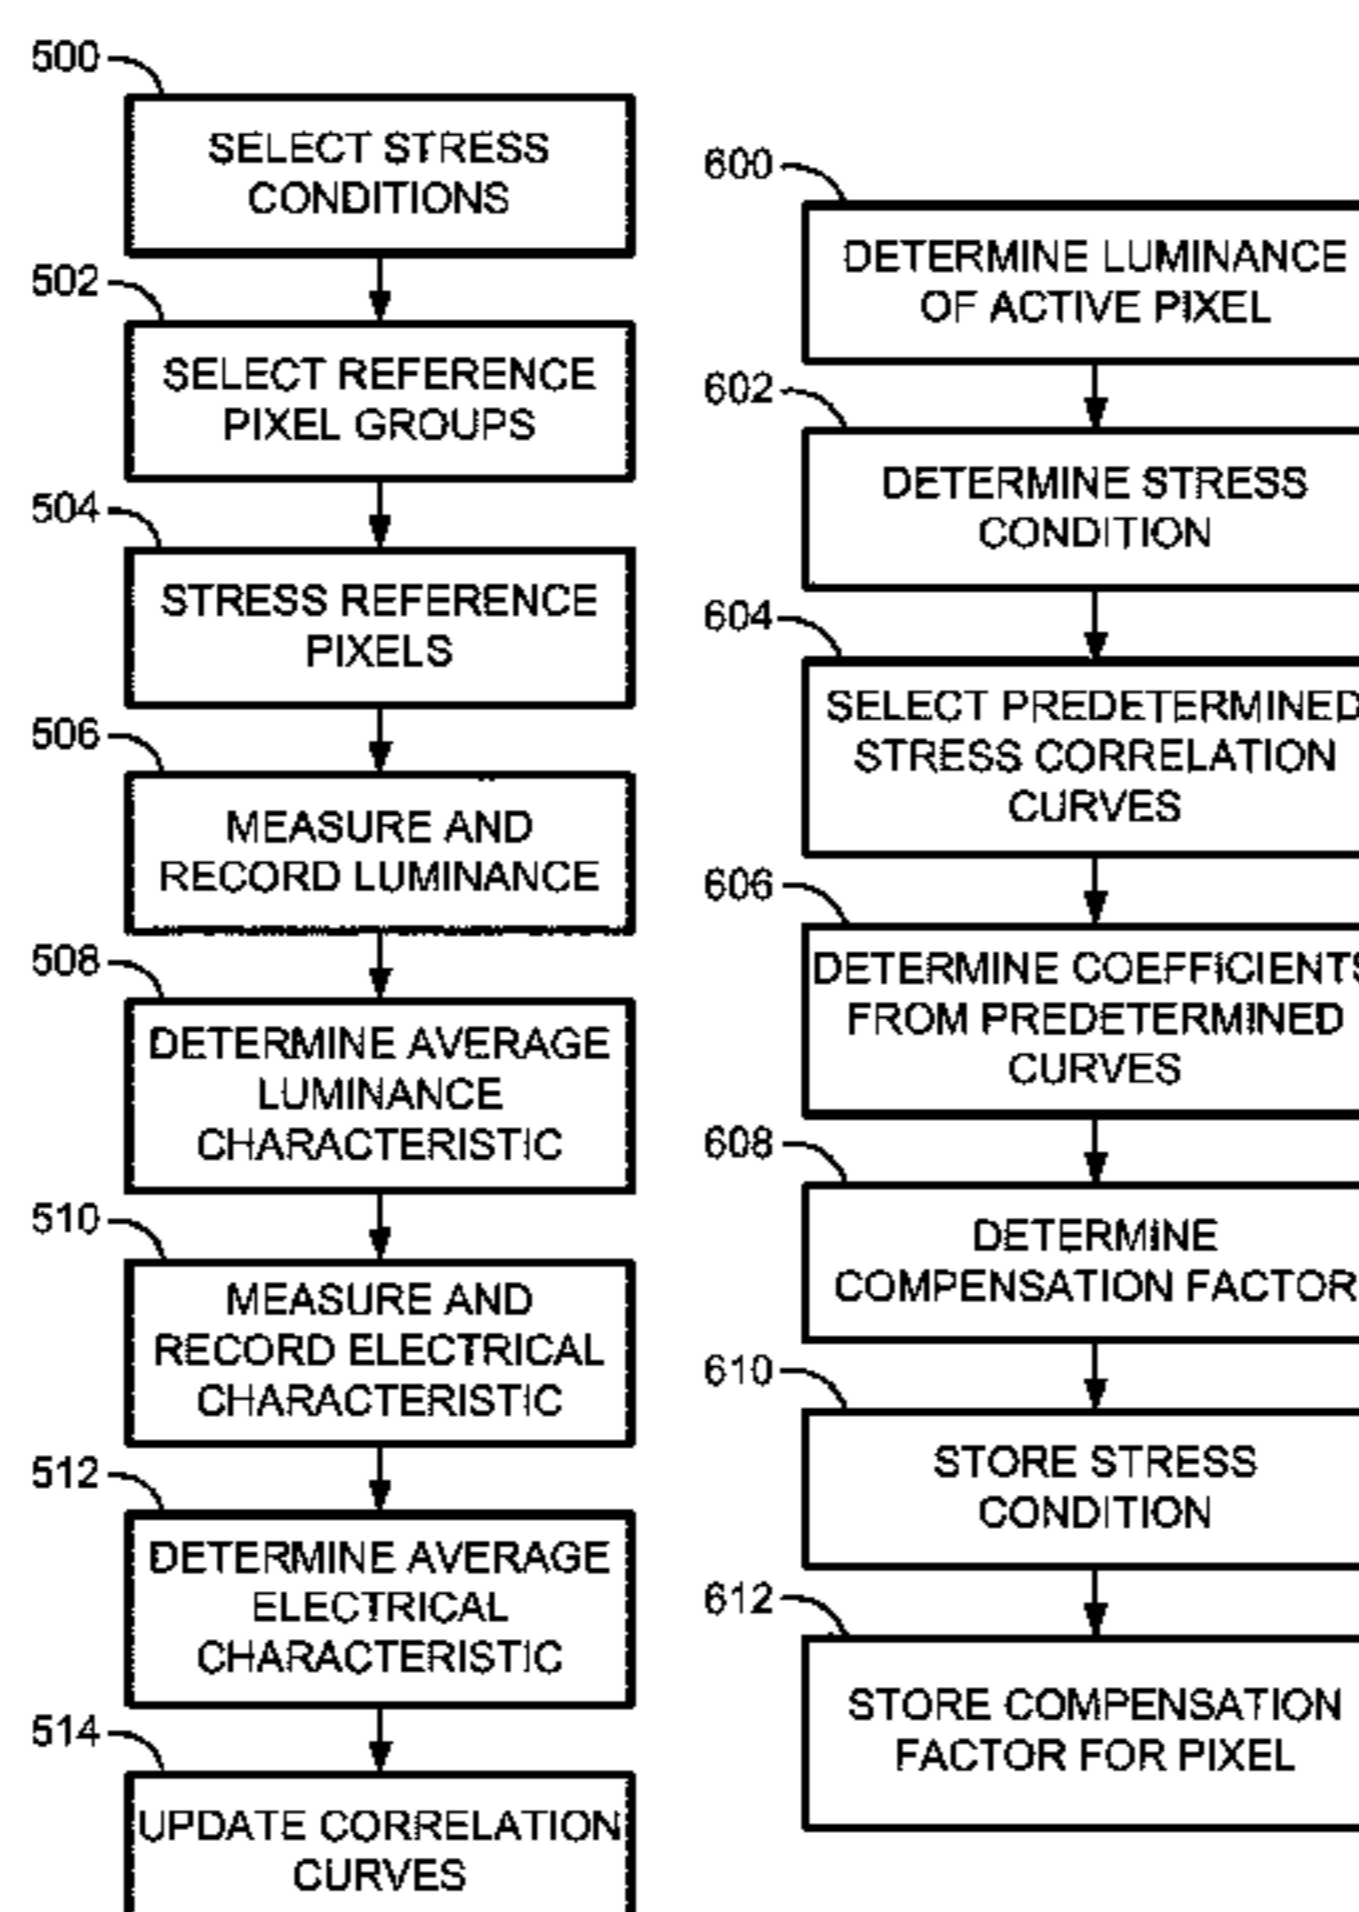 500
SELECT STRESS
CONDITIONS
502
SELECT REFERENCE
PIXEL GROUPS
504
STRESS REFERENCE
PIXELS
506
MEASURE AND
RECORD LUMINANCE
508
DETERMINE AVERAGE
LUMINANCE
CHARACTERISTIC
510
MEASURE AND
RECORD ELECTRICAL
CHARACTERISTIC
512
DETERMINE AVERAGE
ELECTRICAL
CHARACTERISTIC
514
UPDATE CORRELATION
CURVES
600
DETERMINE LUMINANCE
OF ACTIVE PIXEL
602
DETERMINE STRESS
CONDITION
604
SELECT PREDETERMINED
STRESS CORRELATION
CURVES
606
DETERMINE COEFFICIENTS
FROM PREDETERMINED
CURVES
608
DETERMINE
COMPENSATION FACTOR
610
STORE STRESS
CONDITION
612
STORE COMPENSATION
FACTOR FOR PIXEL